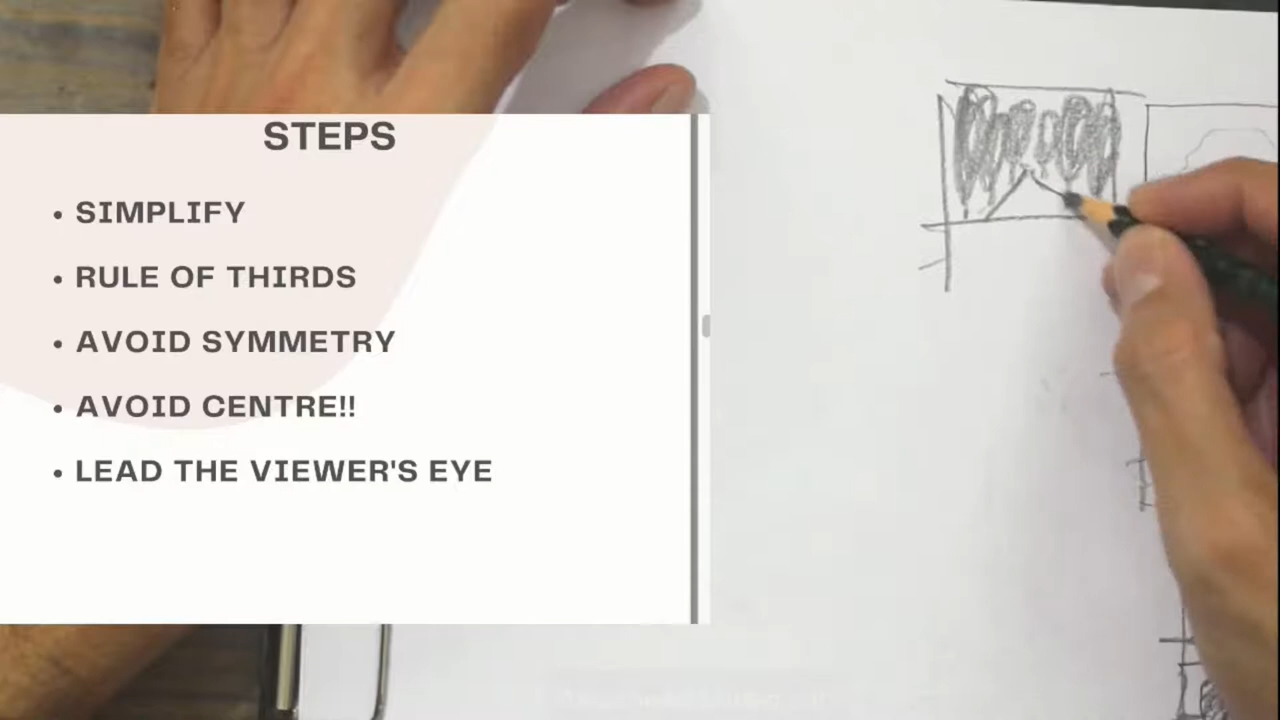 STEPS
• SIMPLIFY
• RULE OF THIRDS
• AVOID SYMMETRY
• AVOID CENTRE!!
• LEAD THE VIEWER'S EYE